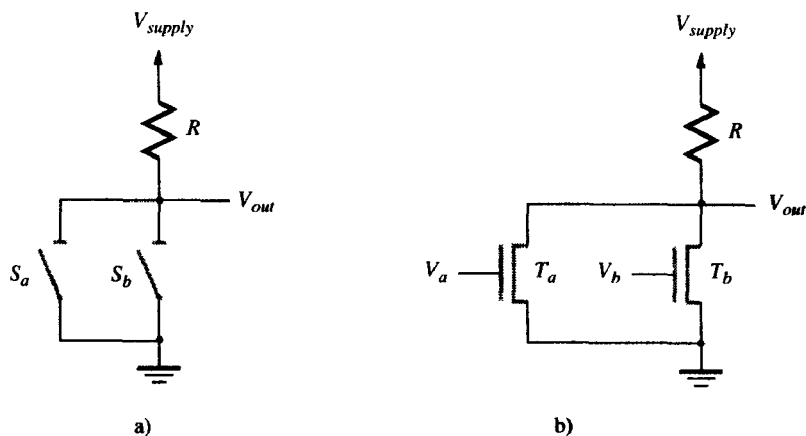 V_supply
R
V_out
S_a
S_b
a)
V_supply
R
V_out
V_a
T_a
V_b
T_b
b)